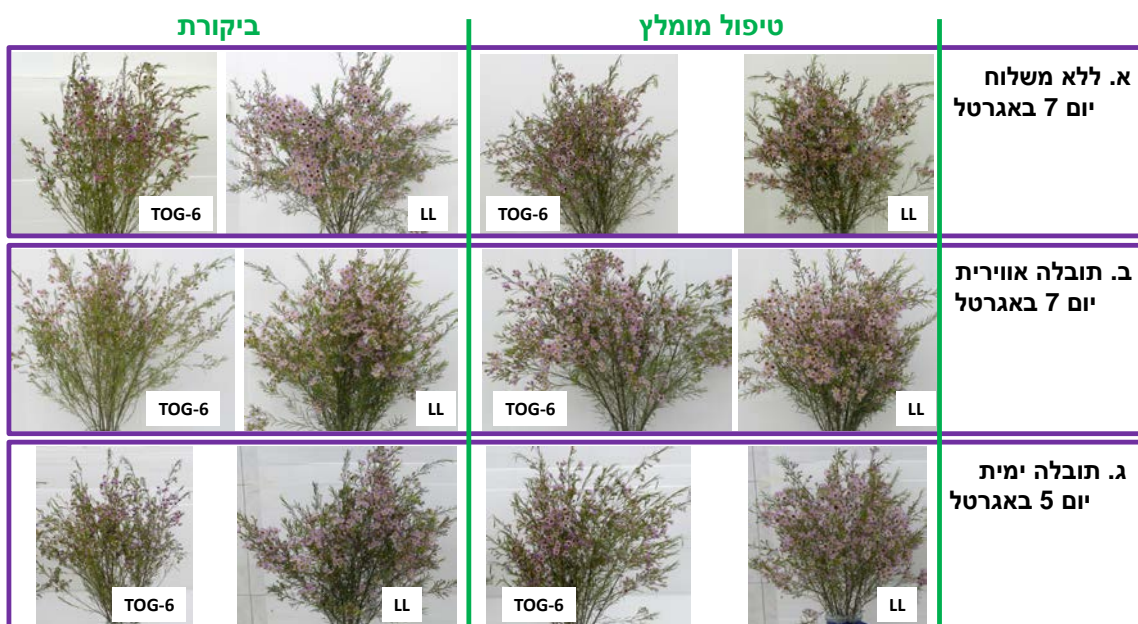 טיפול מומלץ
ביקורת
א. ללא משלוח
יום 7 באגרטל
LL
TOG-6
LL
TOG-6
ב. תובלה אווירית
יום 7 באגרטל
LL
TOG-6
LL
TOG-6
ג. תובלה ימית
יום 5 באגרטל
LL
TOG-6
LL
TOG-6